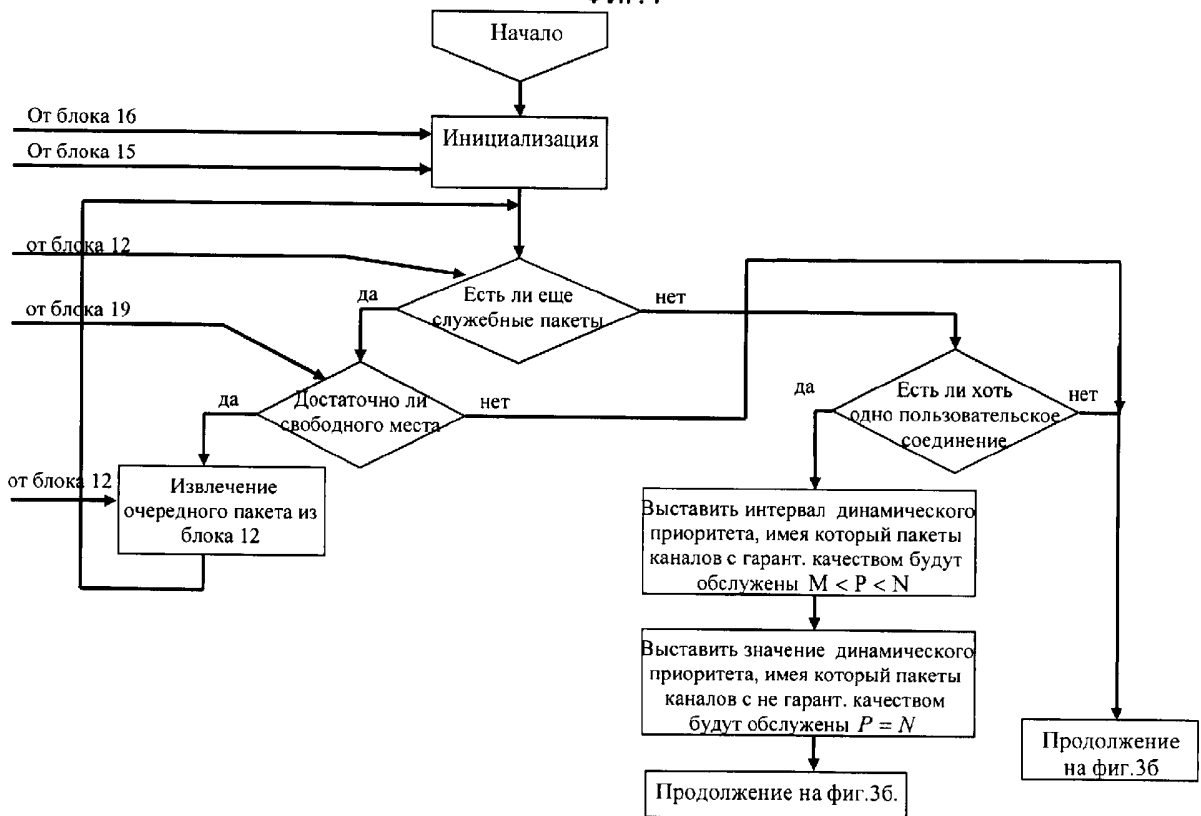 Начало
От блока 16
Инициализация
От блока 15
от блока 12
Есть ли еще
служебные пакеты
да
нет
от блока 19
Достаточно ли
свободного места
да
нет
Есть ли хоть
одно пользовательское
соединение
да
нет
от блока 12
Извлечение
очередного пакета из
блока 12
Выставить интервал динамического
приоритета, имея который пакеты
каналов с гарант. качеством будут
обслужены M < P < N
Выставить значение динамического
приоритета, имея который пакеты
каналов с не гарант. качеством
будут обслужены P = N
Продолжение
на фиг.3б
Продолжение на фиг.3б.